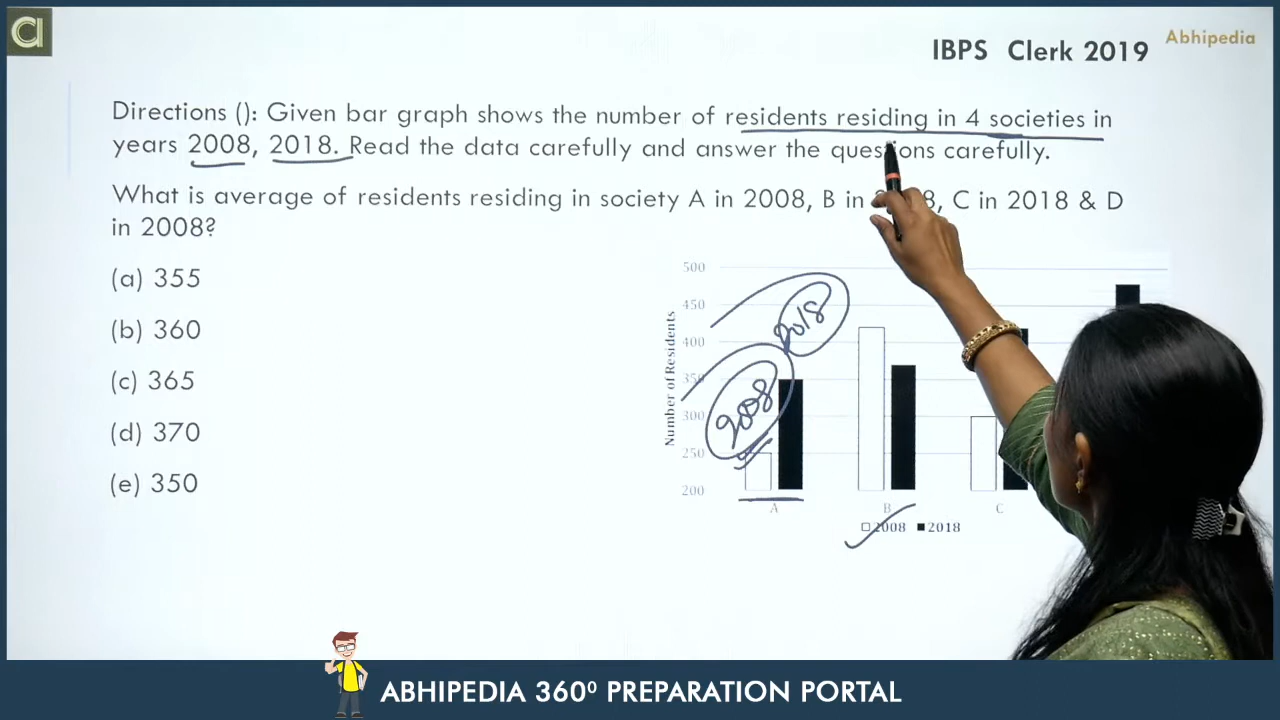 IBPS Clerk 2019
Abhipedia
Directions (): Given bar graph shows the number of residents residing in 4 societies in
years 2008, 2018. Read the data carefully and answer the questions carefully.
What is average of residents residing in society A in 2008, B in C in 2018 & D
in 2008?
(a) 355
(b) 360
(c) 365
(d) 370
(e) 350
500
450
400
350
300
250
200
Number of Residents
2018
2008
A
B
C
2008
2018
ABHIPEDIA 360⁰ PREPARATION PORTAL